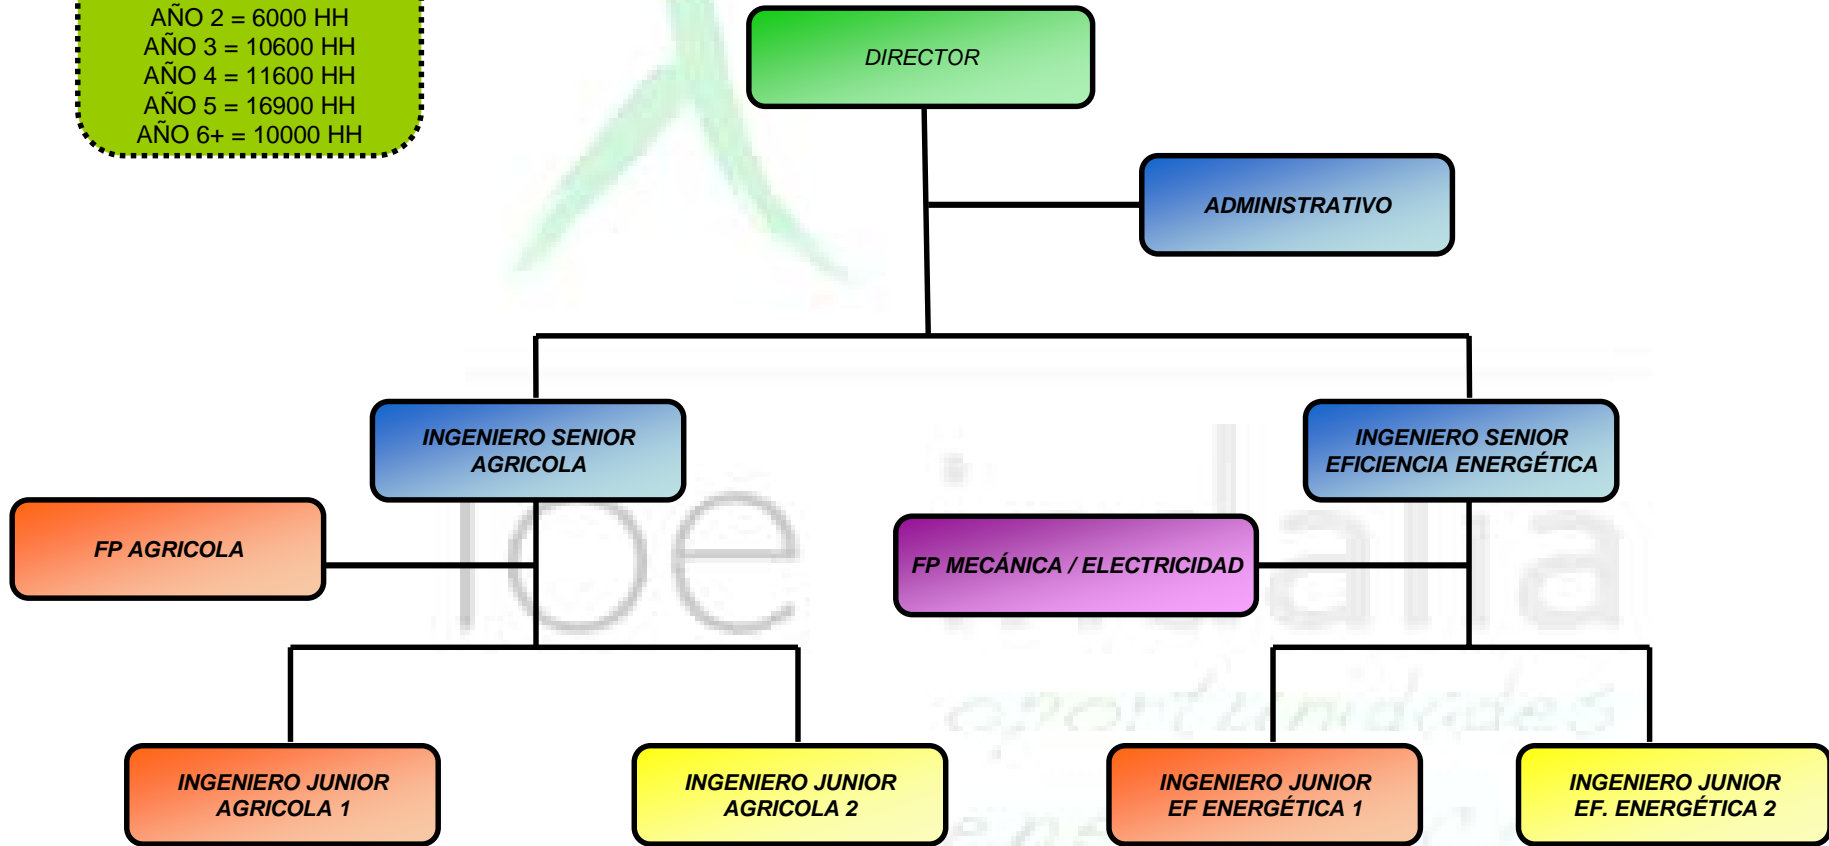 AÑO 2 = 6000 HH
AÑO 3 = 10600 HH
AÑO 4 = 11600 HH
AÑO 5 = 16900 HH
AÑO 6+ = 10000 HH
DIRECTOR
ADMINISTRATIVO
INGENIERO SENIOR
AGRICOLA
INGENIERO SENIOR
EFICIENCIA ENERGÉTICA
FP AGRICOLA
FP MECÁNICA / ELECTRICIDAD
INGENIERO JUNIOR
AGRICOLA 1
INGENIERO JUNIOR
AGRICOLA 2
INGENIERO JUNIOR
EF ENERGÉTICA 1
INGENIERO JUNIOR
EF. ENERGÉTICA 2
indalia
oportunidades